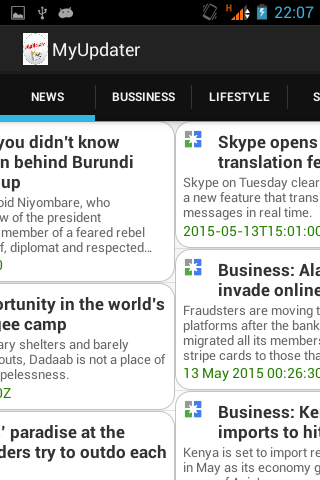 22:07
MyUpdater
NEWS
BUSSINESS
LIFESTYLE
S
you didn't know
n behind Burundi
up
oid Niyombare, who
w of the president
member of a feared rebel
f, diplomat and respected...
0
ortunity in the world's
gee camp
ary shelters and barely
outs, Dadaab is not a place of
pelessness.
0Z
' paradise at the
ders try to outdo each
Skype opens
translation fe
Skype on Tuesday clear
a new feature that trans
messages in real time.
2015-05-13T15:01:00
Business: Ala
invade online
Fraudsters are moving t
platforms after the bank
migrated all its members
stripe cards to those tha
13 May 2015 00:26:30
Business: Ke
imports to hit
Kenya is set to import re
in May as its economy g